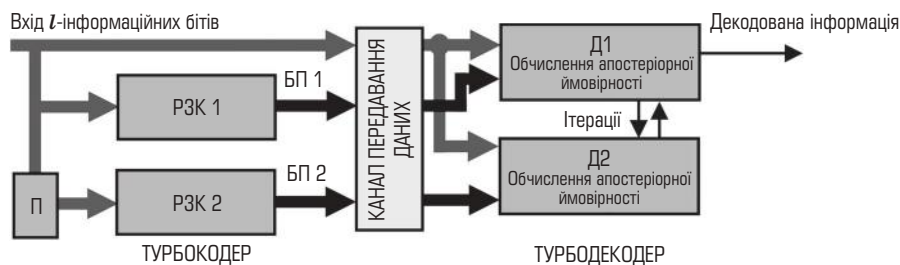 Вхід l-інформаційних бітів
РЗК 1
БП 1
П
РЗК 2
БП 2
ТУРБОКОДЕР
КАНАЛ ПЕРЕДАВАННЯ
ДАНИХ
Д1
Обчислення апостеріорної
ймовірності
Декодована інформація
Ітерації
Д2
Обчислення апостеріорної
ймовірності
ТУРБОДЕКОДЕР